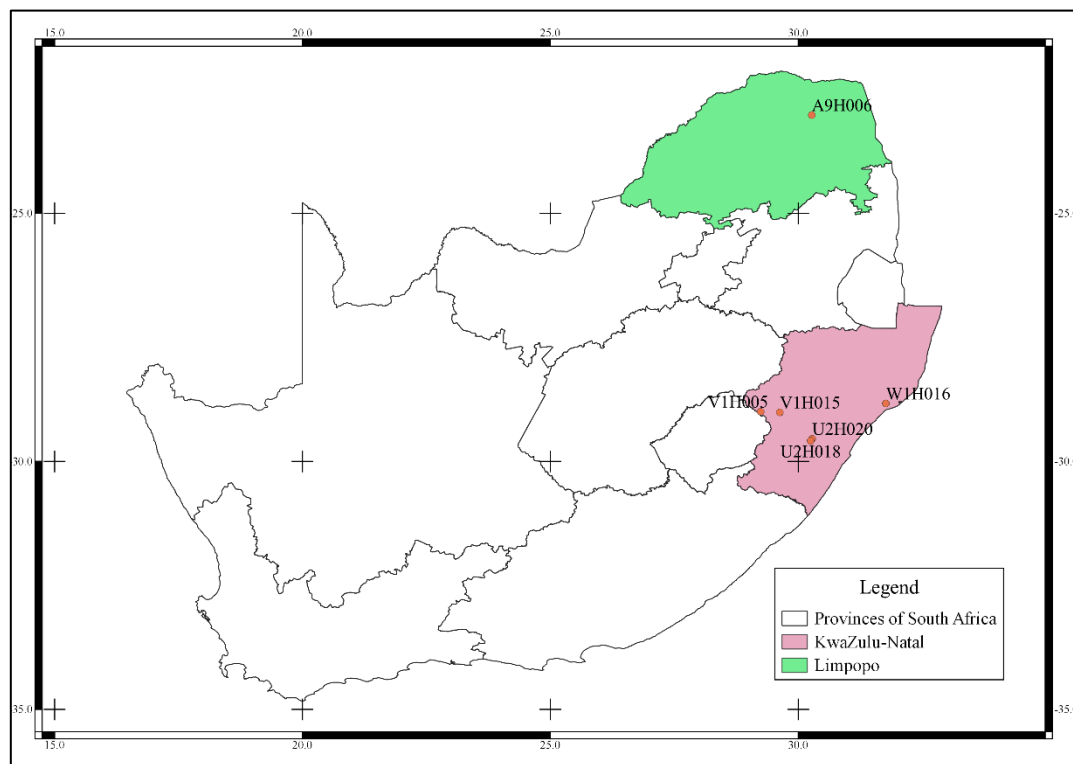 15.0 20.0 25.0 30.0
A9H006
25.0 -25.0
V1H005 V1H015 W1H016
U2H020
U2H018
30.0 -30.0
Legend
Provinces of South Africa
KwaZulu-Natal
Limpopo
35.0 -35.0
15.0 20.0 25.0 30.0